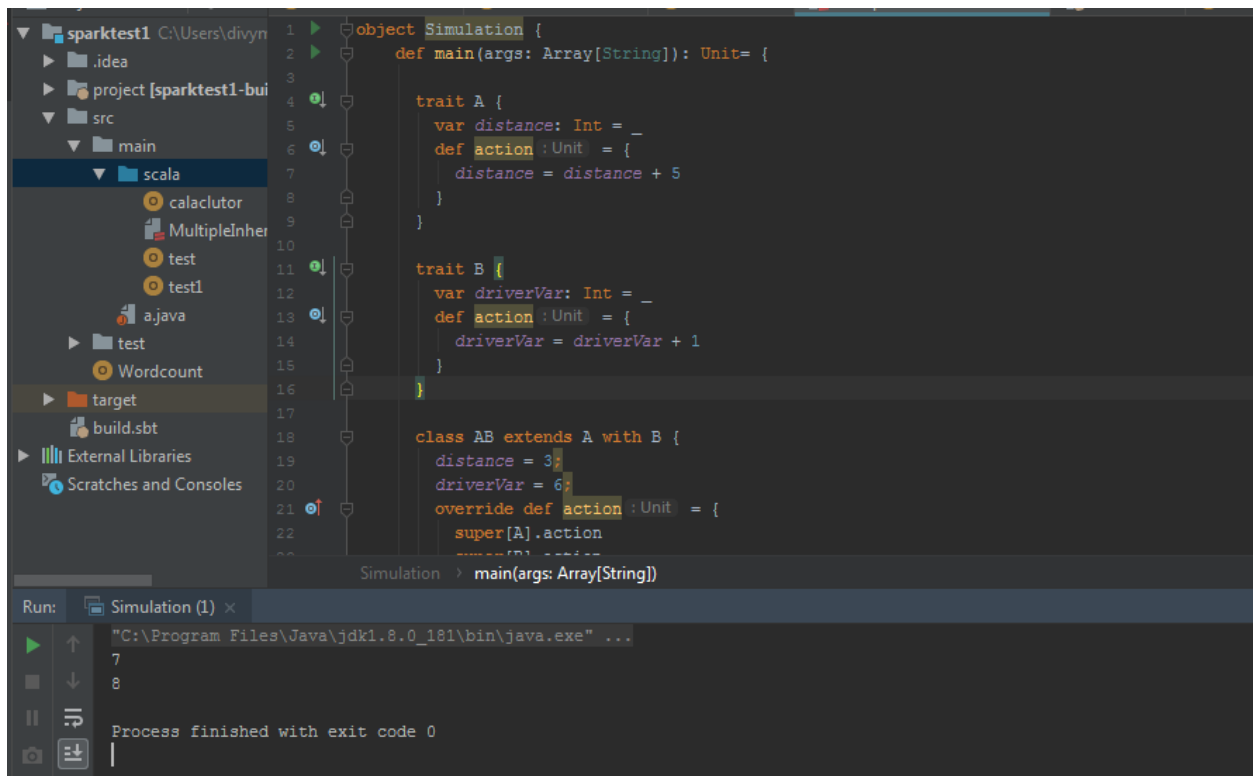 sparktest1 C:\Users\divym
.idea
project [sparktest1-bui
src
main
scala
calaclutor
MultipleInher
test
test1
a.java
test
Wordcount
target
build.sbt
External Libraries
Scratches and Consoles
1 object Simulation {
2 def main(args: Array[String]): Unit= {
3
4 trait A {
5 var distance: Int = _
6 def action : Unit = {
7 distance = distance + 5
8 }
9 }
10
11 trait B {
12 var driverVar: Int = _
13 def action : Unit = {
14 driverVar = driverVar + 1
15 }
16 }
17
18 class AB extends A with B {
19 distance = 3;
20 driverVar = 6;
21 override def action : Unit = {
22 super[A].action
super[B].action
Simulation > main(args: Array[String])
Run: Simulation (1) ×
"C:\Program Files\Java\jdk1.8.0_181\bin\java.exe" ...
7
8
Process finished with exit code 0